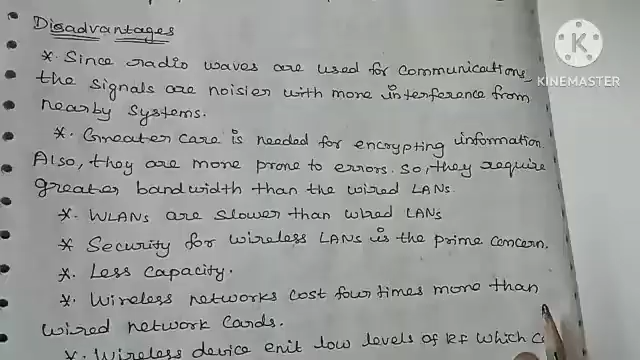 Disadvantages
K
KINEMASTER
*. Since radio waves are used for communications,
the signals are noisier with more interference from
nearby systems.
*. Greater care is needed for encrypting information.
Also, they are more prone to errors. so, they require
greater bandwidth than the wired LANs.
*. WLANs are slower than wired LANs
* Security for wireless LANs is the prime concern.
*. Less capacity.
*. Wireless networks cost four times more than
wired network cards.
*. Wireless device emit low levels of RF which